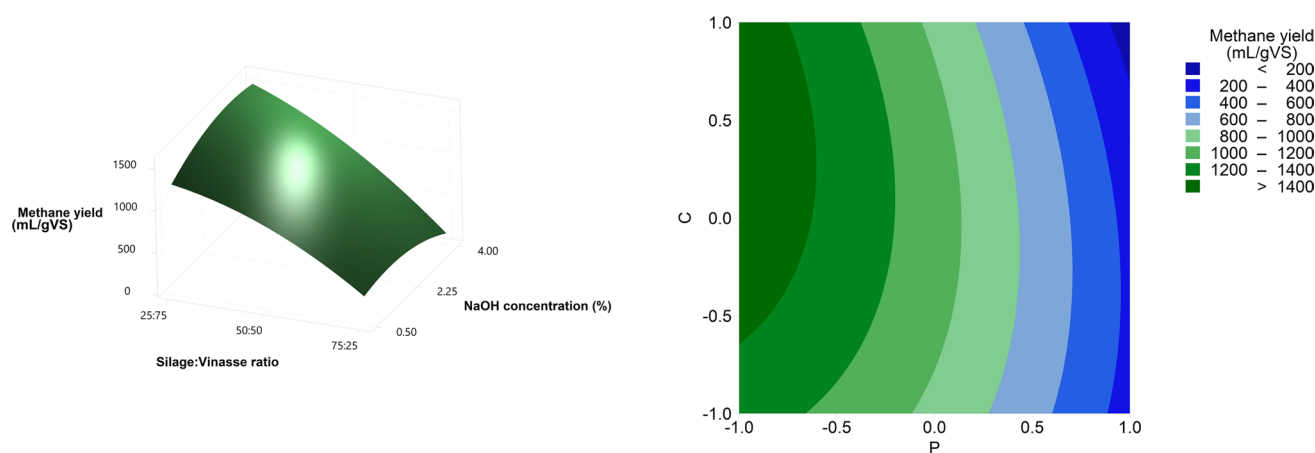 Methane yield
(mL/gVS)
1500
1000
500
0
25:75
50:50
75:25
Silage:Vinasse ratio
0.50
2.25
4.00
NaOH concentration (%)
1.0
0.5
0.0
-0.5
-1.0
C
-1.0 -0.5 0.0 0.5 1.0
P
Methane yield
(mL/gVS)
< 200
200 – 400
400 – 600
600 – 800
800 – 1000
1000 – 1200
1200 – 1400
> 1400